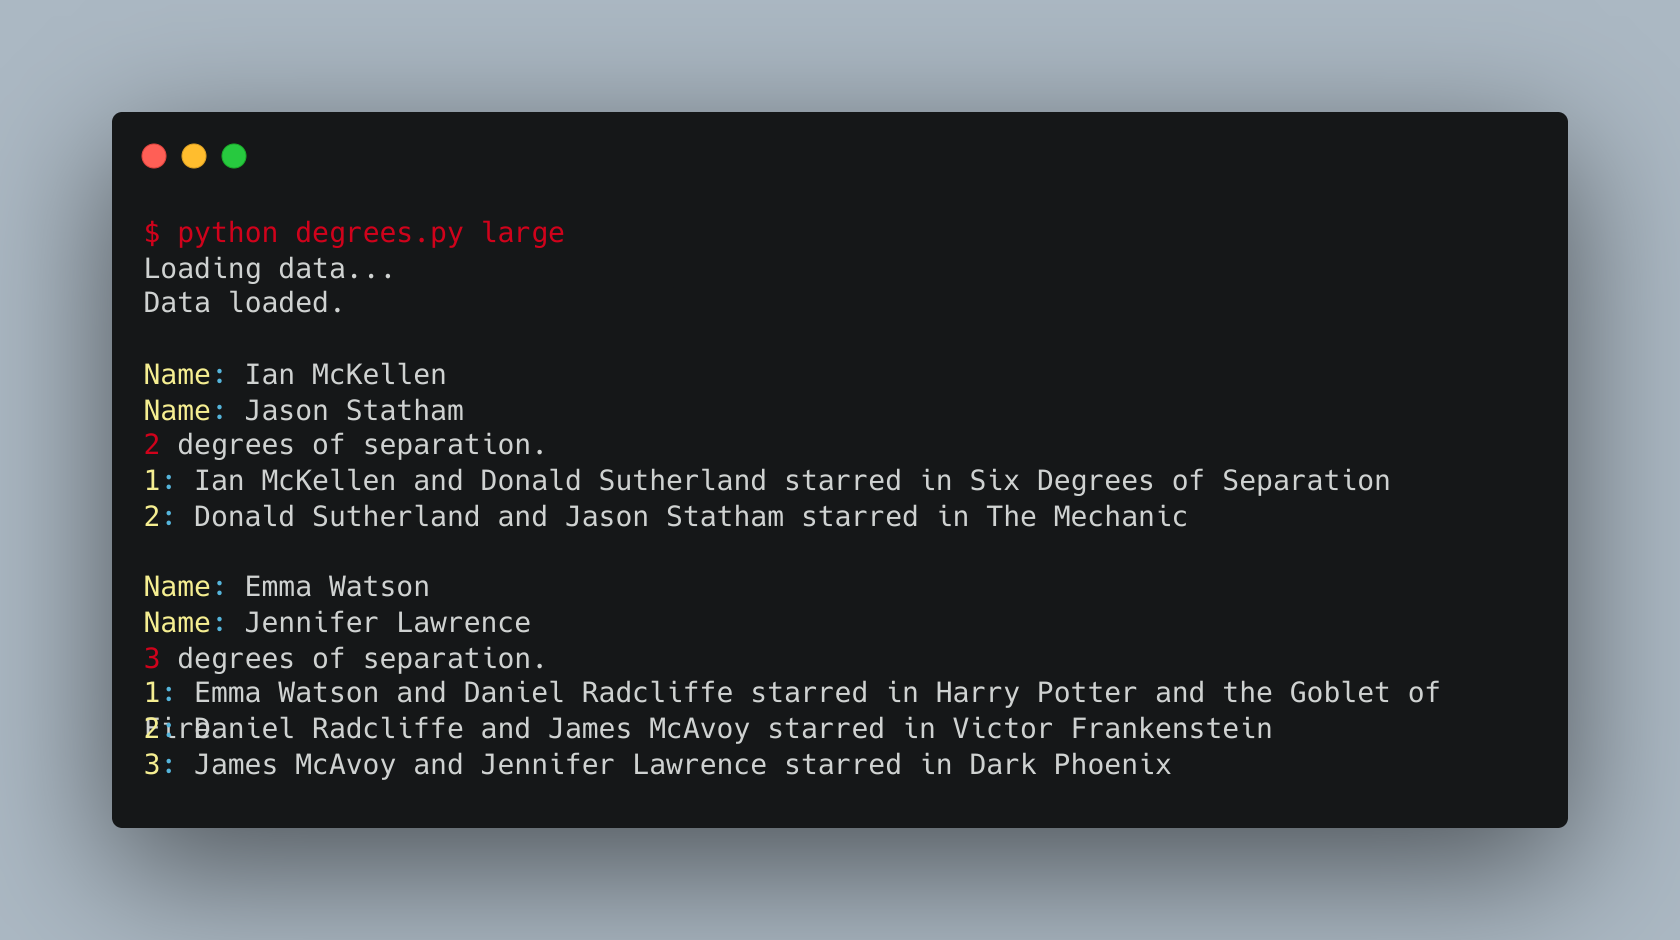 $ python degrees.py large
Loading data...
Data loaded.
Name: Ian McKellen
Name: Jason Statham
2 degrees of separation.
1: Ian McKellen and Donald Sutherland starred in Six Degrees of Separation
2: Donald Sutherland and Jason Statham starred in The Mechanic
Name: Emma Watson
Name: Jennifer Lawrence
3 degrees of separation.
1: Emma Watson and Daniel Radcliffe starred in Harry Potter and the Goblet of
Fire
2: Daniel Radcliffe and James McAvoy starred in Victor Frankenstein
3: James McAvoy and Jennifer Lawrence starred in Dark Phoenix